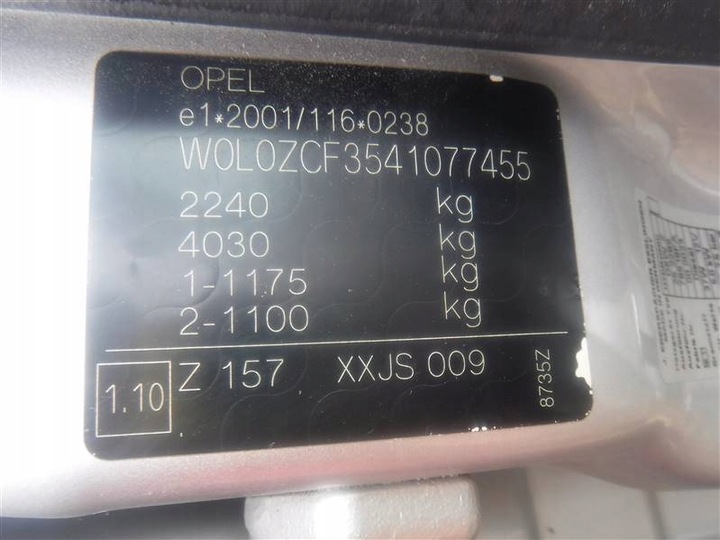 OPEL
e1*2001/116*0238
W0L0ZCF3541077455
2240 kg
4030 kg
1-1175 kg
2-1100 kg
1.10 Z 157 XXJS 009
8735Z